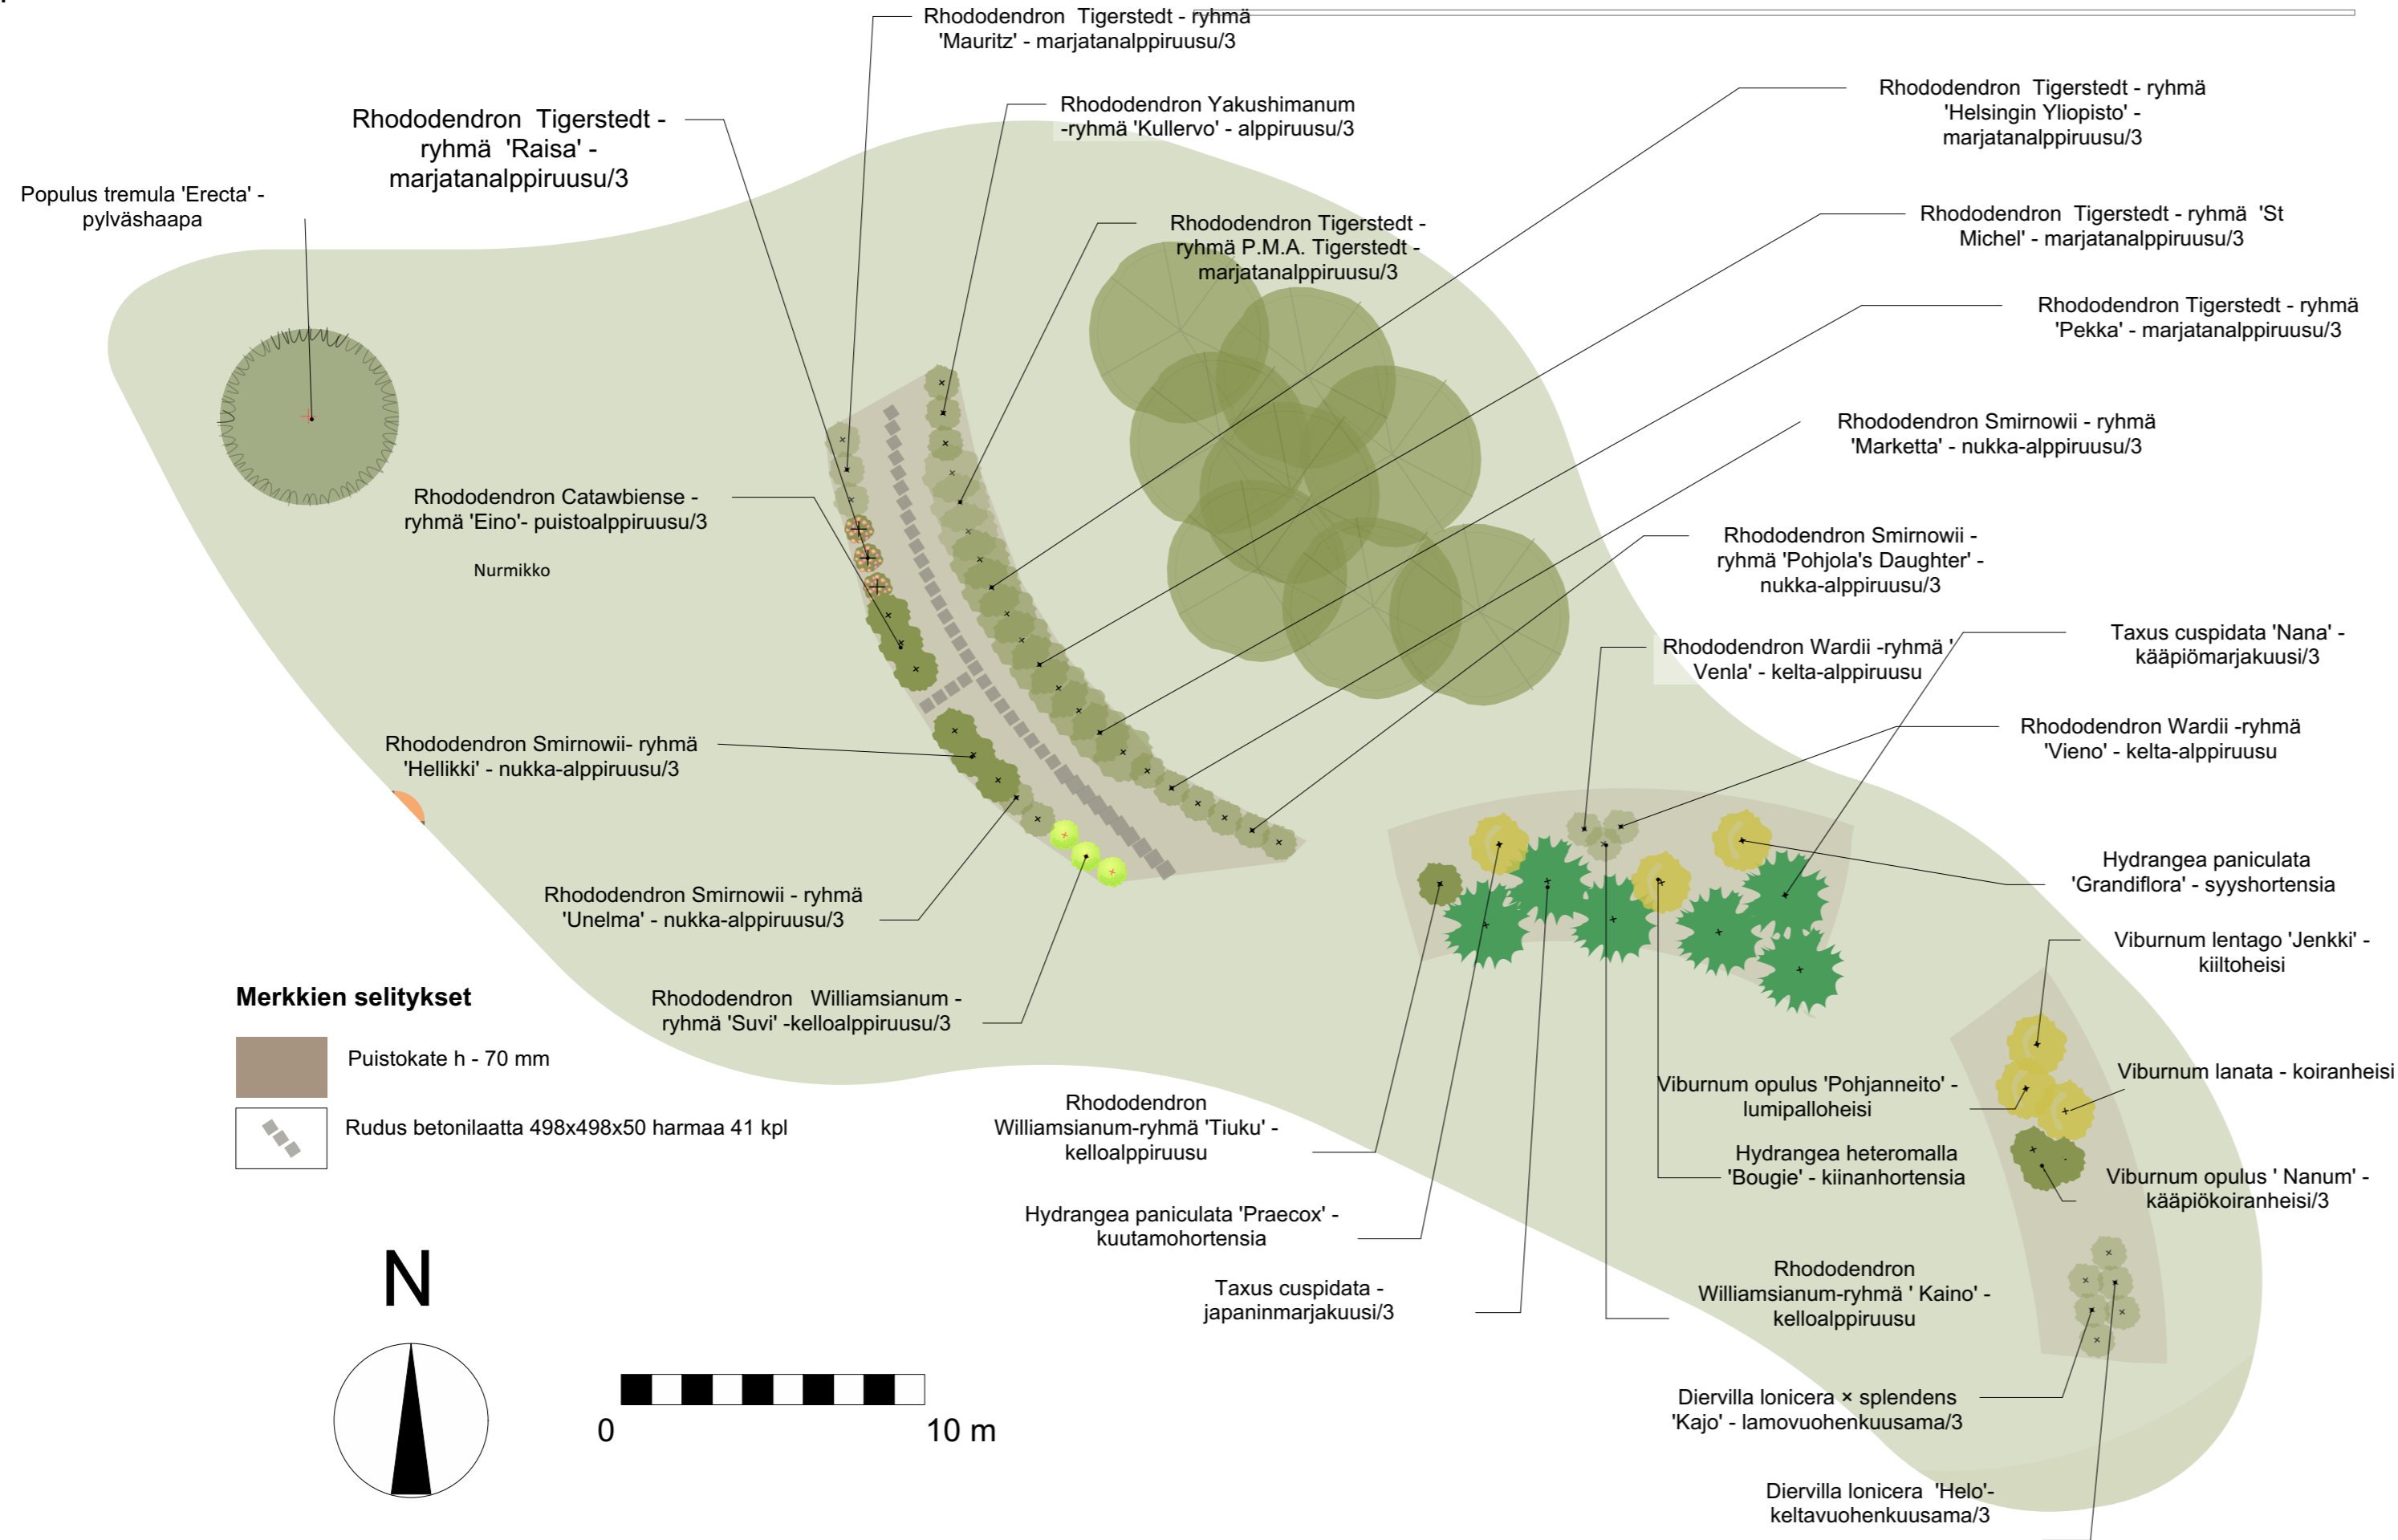 Rhododendron  Tigerstedt - ryhmä
'Mauritz' - marjatanalppiruusu/3
Rhododendron  Tigerstedt - ryhmä
'Helsingin Yliopisto' -
marjatanalppiruusu/3
Rhododendron Yakushimanum
-ryhmä 'Kullervo' - alppiruusu/3
Rhododendron  Tigerstedt -
ryhmä  'Raisa' -
marjatanalppiruusu/3
Populus tremula 'Erecta' -
pylväshaapa
Rhododendron Tigerstedt -
ryhmä P.M.A. Tigerstedt -
marjatanalppiruusu/3
Rhododendron  Tigerstedt - ryhmä  'St
Michel' - marjatanalppiruusu/3
Rhododendron Tigerstedt - ryhmä
'Pekka' - marjatanalppiruusu/3
Rhododendron Smirnowii - ryhmä
'Marketta' - nukka-alppiruusu/3
Rhododendron Catawbiense -
ryhmä 'Eino'- puistoalppiruusu/3
Nurmikko
Rhododendron Smirnowii -
ryhmä 'Pohjola's Daughter' -
nukka-alppiruusu/3
Rhododendron Wardii -ryhmä '
Venla' - kelta-alppiruusu
Taxus cuspidata 'Nana' -
kääpiömarjakuusi/3
Rhododendron Wardii -ryhmä
'Vieno' - kelta-alppiruusu
Rhododendron Smirnowii- ryhmä
'Hellikki' - nukka-alppiruusu/3
Hydrangea paniculata
'Grandiflora' - syyshortensia
Rhododendron Smirnowii - ryhmä
'Unelma' - nukka-alppiruusu/3
Viburnum lentago 'Jenkki' -
kiiltoheisi
Rhododendron   Williamsianum -
ryhmä 'Suvi' -kelloalppiruusu/3
Merkkien selitykset
Puistokate h - 70 mm
Rudus betonilaatta 498x498x50 harmaa 41 kpl
Viburnum lanata - koiranheisi
Viburnum opulus 'Pohjanneito' -
lumipalloheisi
Rhododendron
Williamsianum-ryhmä 'Tiuku' -
kelloalppiruusu
Hydrangea heteromalla
'Bougie' - kiinanhortensia
Viburnum opulus ' Nanum' -
kääpiökoiranheisi/3
Hydrangea paniculata 'Praecox' -
kuutamohortensia
Taxus cuspidata -
japaninmarjakuusi/3
Rhododendron
Williamsianum-ryhmä ' Kaino' -
kelloalppiruusu
N
0
10 m
Diervilla lonicera × splendens
'Kajo' - lamovuohenkuusama/3
Diervilla lonicera  'Helo'-
keltavuohenkuusama/3